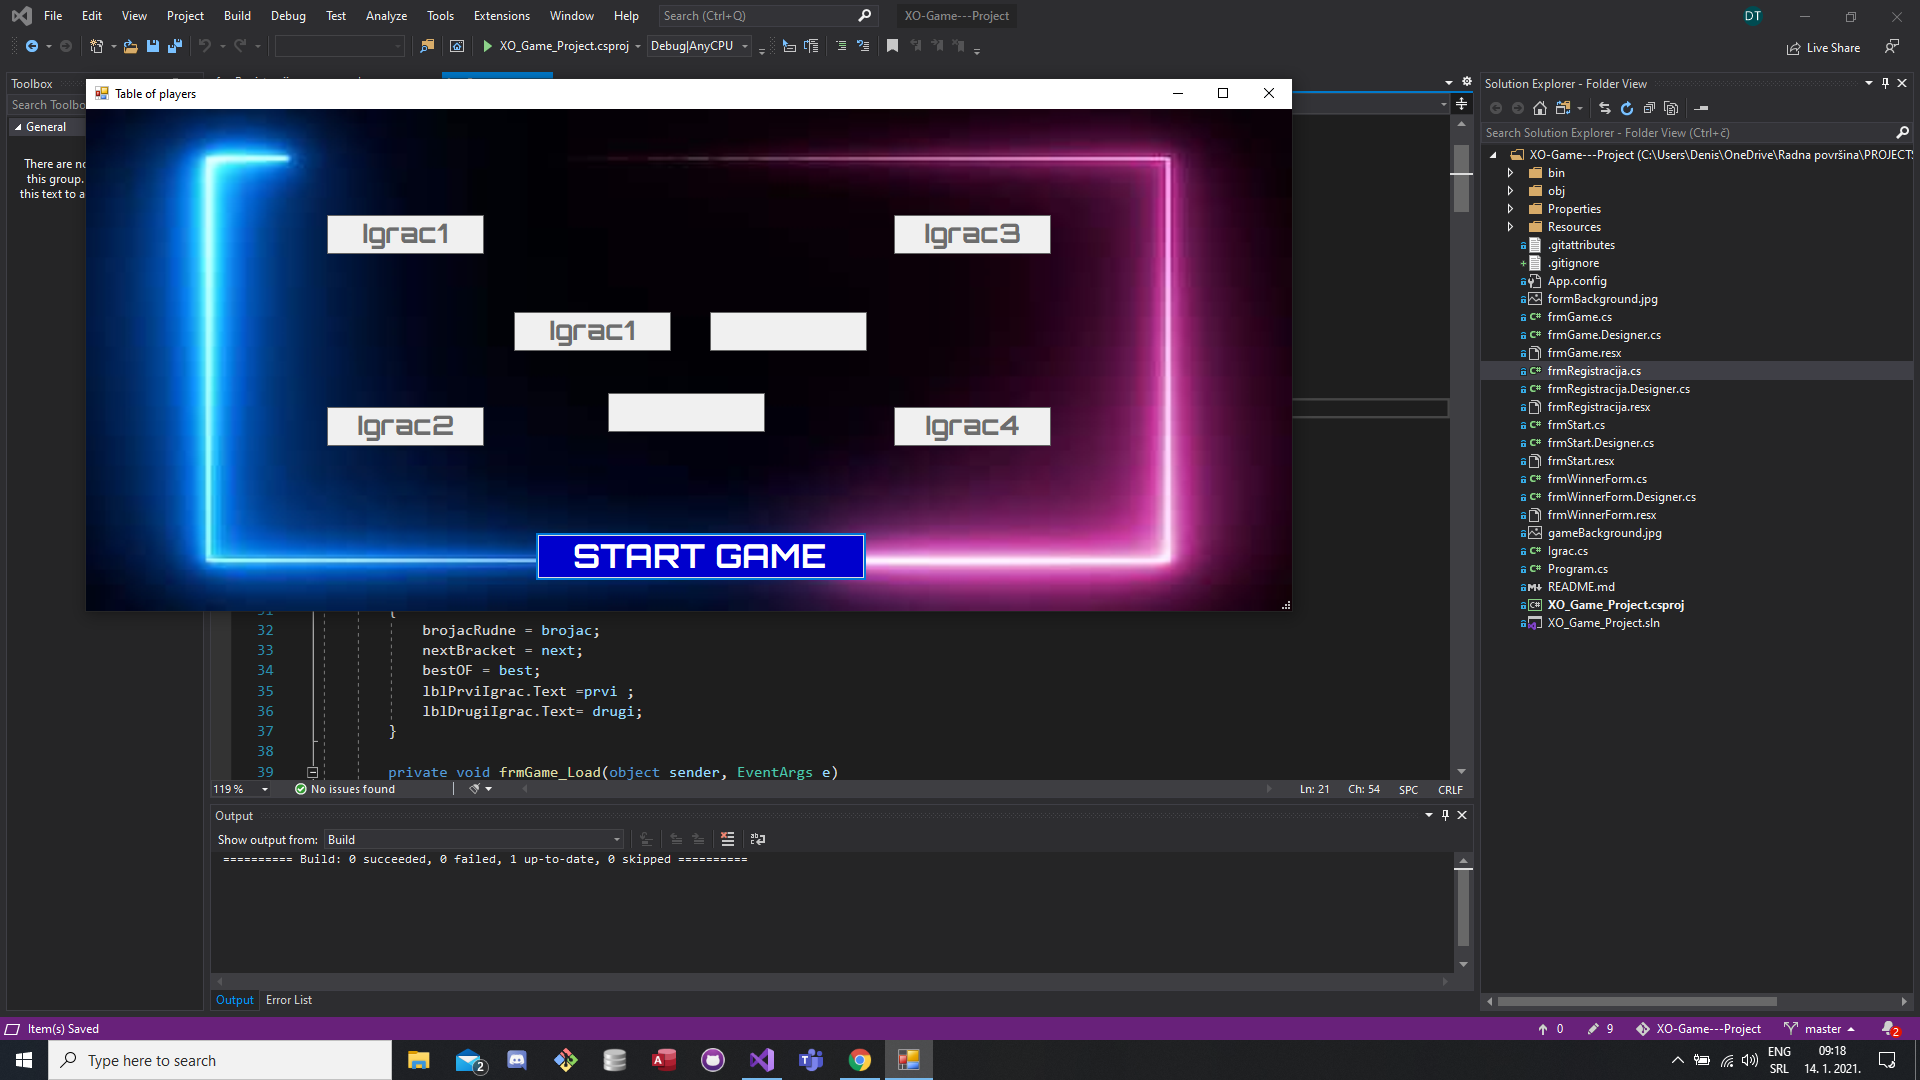 File Edit View Project Build Debug Test Analyze Tools Extensions Window Help Search (Ctrl+Q) XO-Game---Project DT
XO_Game_Project.csproj Debug|AnyCPU Live Share
Toolbox
Search Toolbo
General
There are no
this group.
this text to a
Table of players
Igrac1 Igrac3
Igrac1
Igrac2 Igrac4
START GAME
31 {
32 brojacRudne = brojac;
33 nextBracket = next;
34 bestOF = best;
35 lblPrviIgrac.Text =prvi ;
36 lblDrugiIgrac.Text= drugi;
37 }
38
39 private void frmGame_Load(object sender, EventArgs e)
119 % No issues found Ln: 21 Ch: 54 SPC CRLF
Output
Show output from: Build
========== Build: 0 succeeded, 0 failed, 1 up-to-date, 0 skipped ==========
Output Error List
Solution Explorer - Folder View
Search Solution Explorer - Folder View (Ctrl+č)
XO-Game---Project (C:\Users\Denis\OneDrive\Radna površina\PROJECTS
bin
obj
Properties
Resources
.gitattributes
.gitignore
App.config
formBackground.jpg
frmGame.cs
frmGame.Designer.cs
frmGame.resx
frmRegistracija.cs
frmRegistracija.Designer.cs
frmRegistracija.resx
frmStart.cs
frmStart.Designer.cs
frmStart.resx
frmWinnerForm.cs
frmWinnerForm.Designer.cs
frmWinnerForm.resx
gameBackground.jpg
Igrac.cs
Program.cs
README.md
XO_Game_Project.csproj
XO_Game_Project.sln
Item(s) Saved 0 9 XO-Game---Project master 2
Type here to search 2 ENG 09:18
SRL 14. 1. 2021.